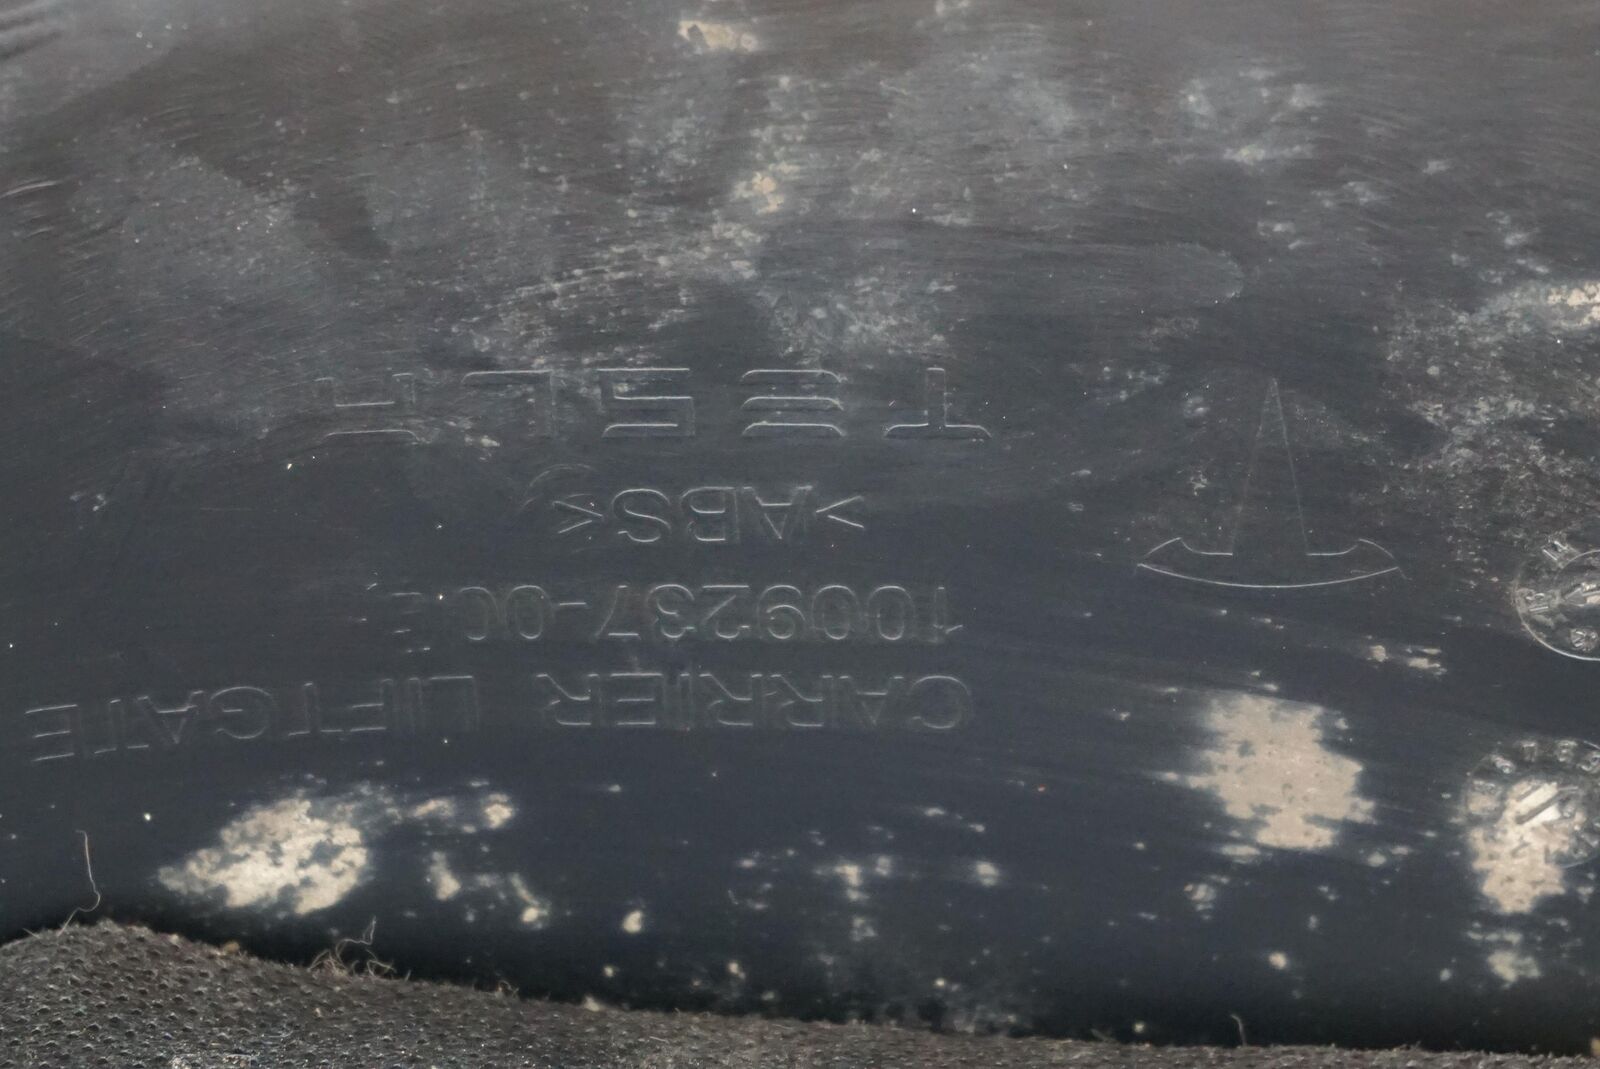 CARRIER LIFTGATE
1009237-00
>ABS<
TESLA